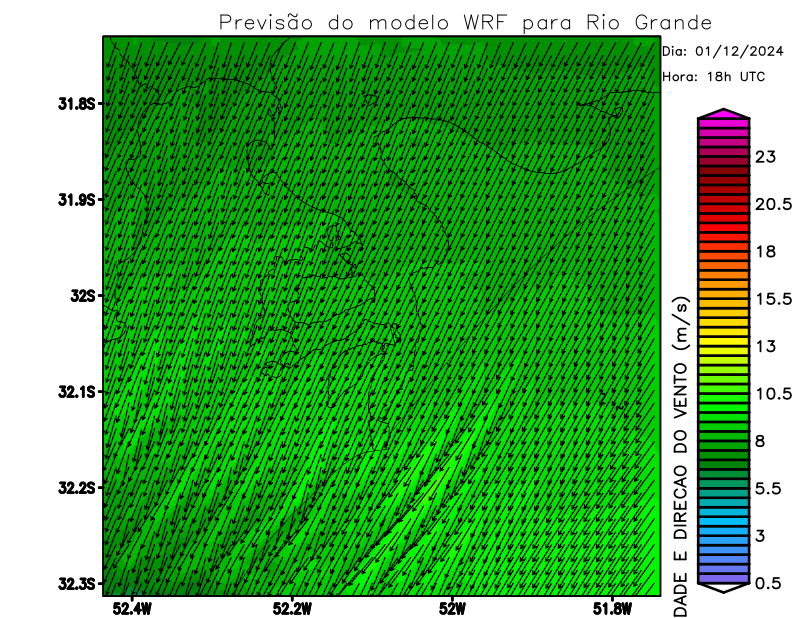 Previsão do modelo WRF para Rio Grande
Dia: 01/12/2024
Hora: 18h UTC
31.8S
31.9S
32S
32.1S
32.2S
32.3S
52.4W
52.2W
52W
51.8W
23
20.5
18
15.5
13
10.5
8
5.5
3
0.5
DADE E DIRECAO DO VENTO (m/s)